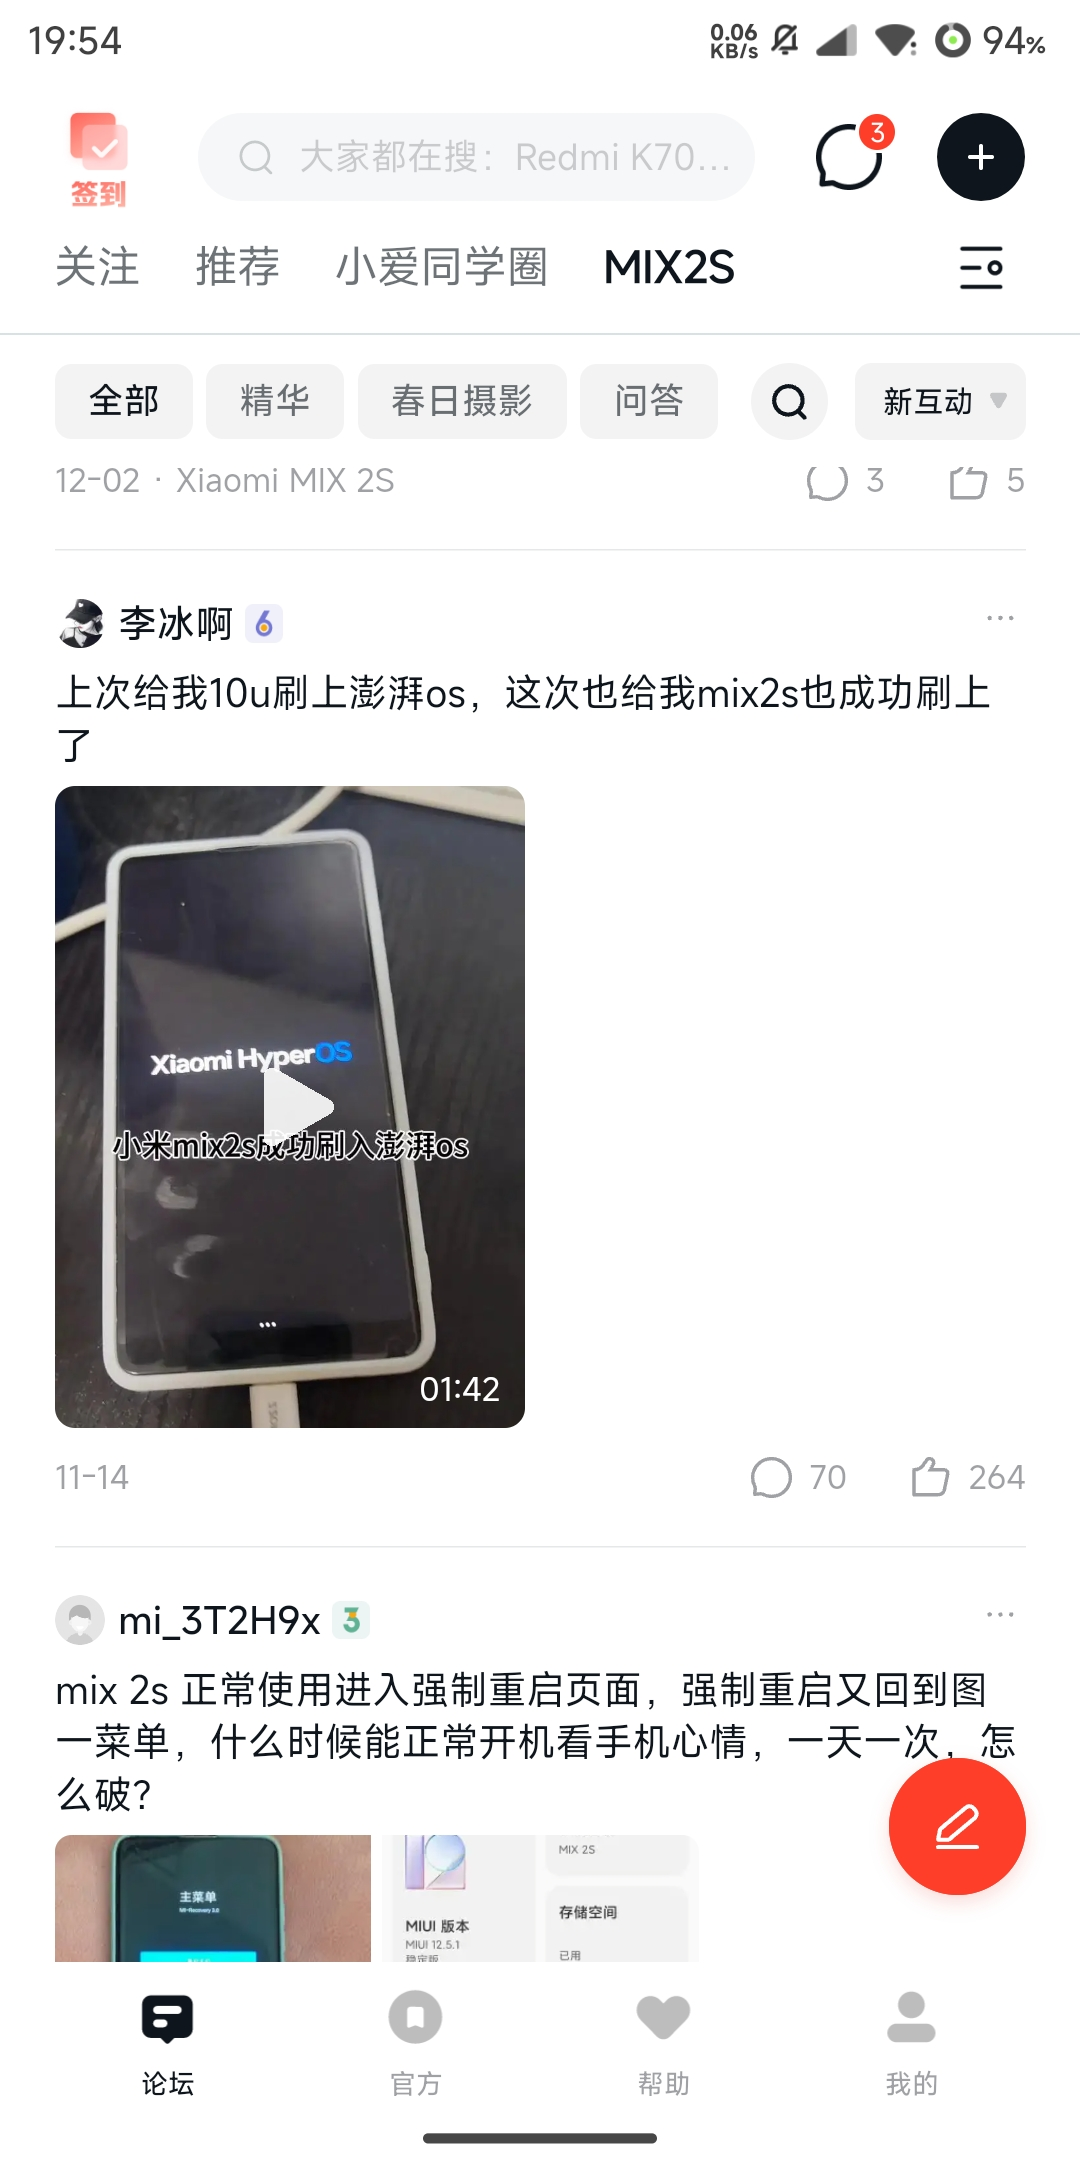 19:54
0.06
KB/s
94%
签到
大家都在搜：Redmi K70...
3
关注 推荐 小爱同学圈 MIX2S
全部 精华 春日摄影 问答 新互动
12-02 · Xiaomi MIX 2S 3 5
李冰啊 6
上次给我10u刷上澎湃os，这次也给我mix2s也成功刷上
了
Xiaomi HyperOS
小米mix2s成功刷入澎湃os
01:42
11-14 70 264
mi_3T2H9x 3
mix 2s 正常使用进入强制重启页面，强制重启又回到图
一菜单，什么时候能正常开机看手机心情，一天一次，怎
么破？
主菜单
Mi-Recovery 3.0
MIUI 版本
MIUI 12.5.1
稳定版
MIX 2S
存储空间
已用
论坛 官方 帮助 我的